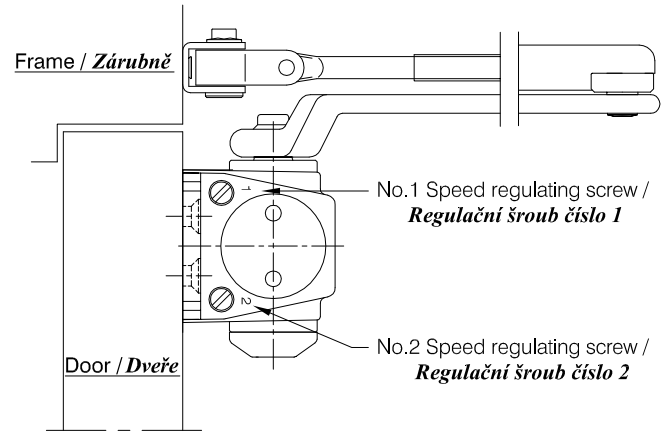 Frame / Zárubně
1
No.1 Speed regulating screw /
Regulační šroub číslo 1
2
No.2 Speed regulating screw /
Regulační šroub číslo 2
Door / Dveře